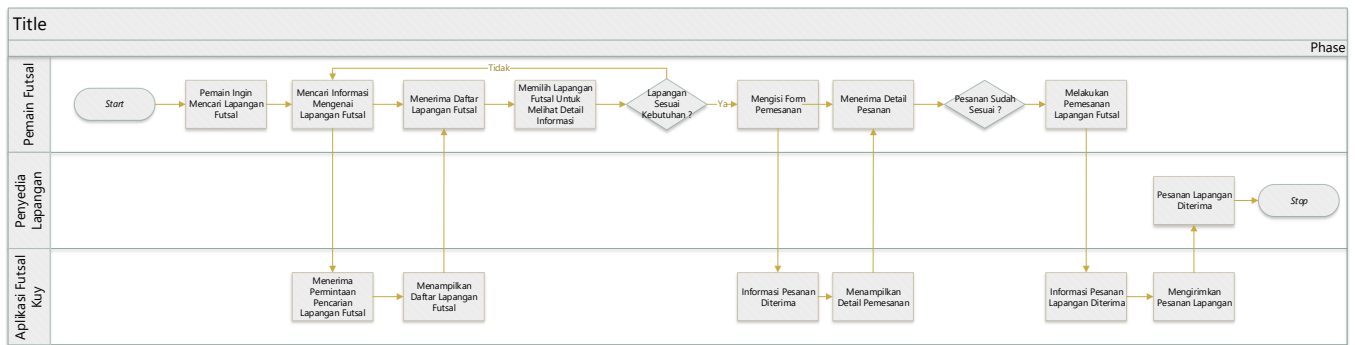 Title
Phase
Pemain Futsal
Start
Pemain Ingin
Mencari Lapangan
Futsal
Mencari Informasi
Mengenai
Lapangan Futsal
Menerima Daftar
Lapangan Futsal
Memilih Lapangan
Futsal Untuk
Melihat Detail
Informasi
Tidak
Lapangan
Sesuai
Kebutuhan ?
Ya
Mengisi Form
Pemesanan
Menerima Detail
Pesanan
Pesanan Sudah
Sesuai ?
Melakukan
Pemesanan
Lapangan Futsal
Penyedia
Lapangan
Pesanan Lapangan
Diterima
Stop
Aplikasi Futsal
Kuy
Menerima
Permintaan
Pencarian
Lapangan Futsal
Menampilkan
Daftar Lapangan
Futsal
Informasi Pesanan
Diterima
Menampilkan
Detail Pemesanan
Informasi Pesanan
Lapangan Diterima
Mengirimkan
Pesanan Lapangan